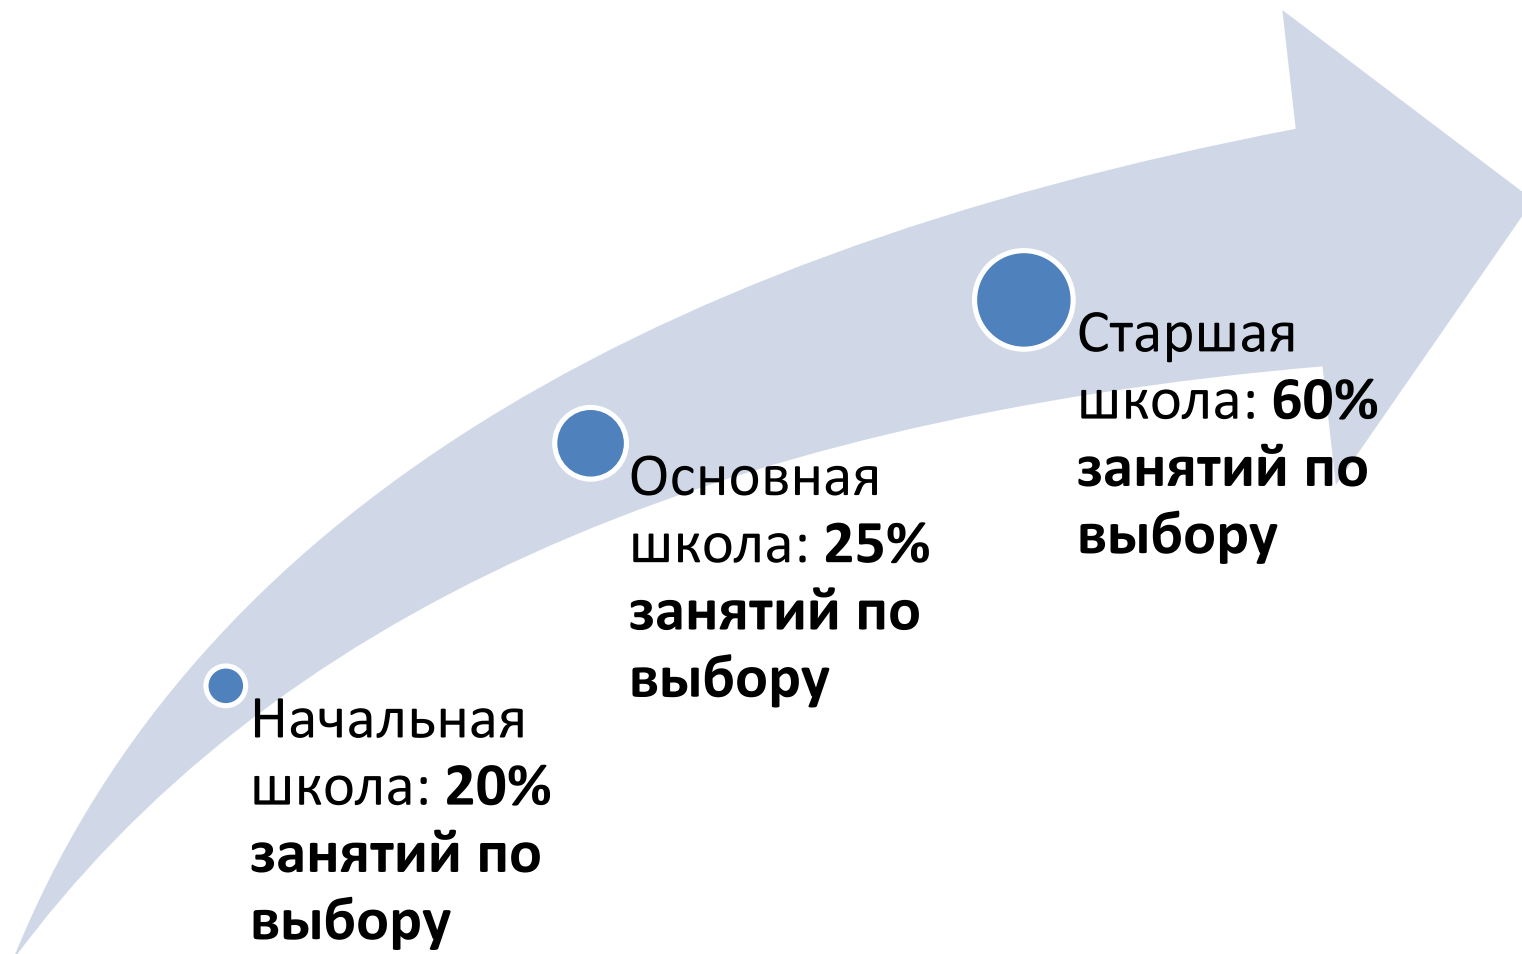 Начальная
школа: 20%
занятий по
выбору
Основная
школа: 25%
занятий по
выбору
Старшая
школа: 60%
занятий по
выбору